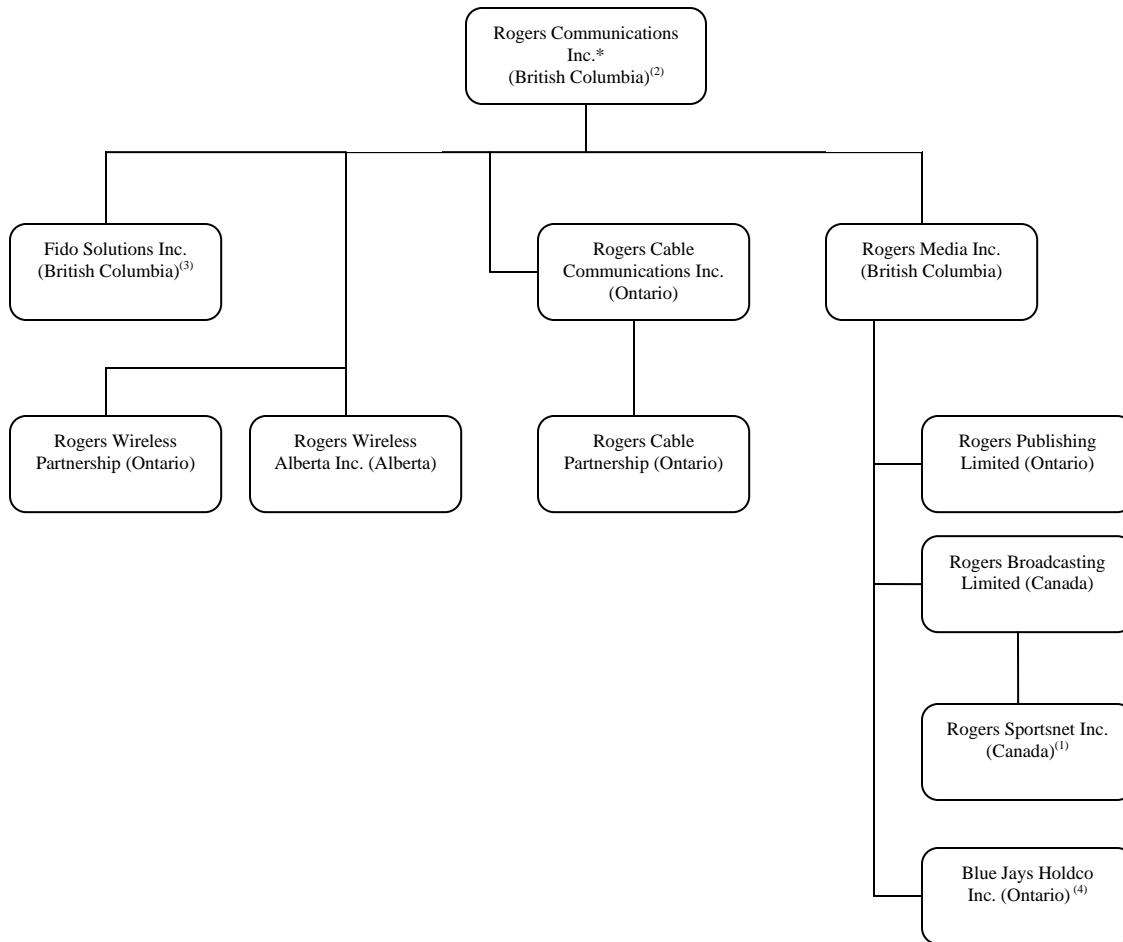 Rogers Communications
Inc.*
(British Columbia)(2)
Fido Solutions Inc.
(British Columbia)(3)
Rogers Cable
Communications Inc.
(Ontario)
Rogers Media Inc.
(British Columbia)
Rogers Wireless
Partnership (Ontario)
Rogers Wireless
Alberta Inc. (Alberta)
Rogers Cable
Partnership (Ontario)
Rogers Publishing
Limited (Ontario)
Rogers Broadcasting
Limited (Canada)
Rogers Sportsnet Inc.
(Canada)(1)
Blue Jays Holdco
Inc. (Ontario) (4)